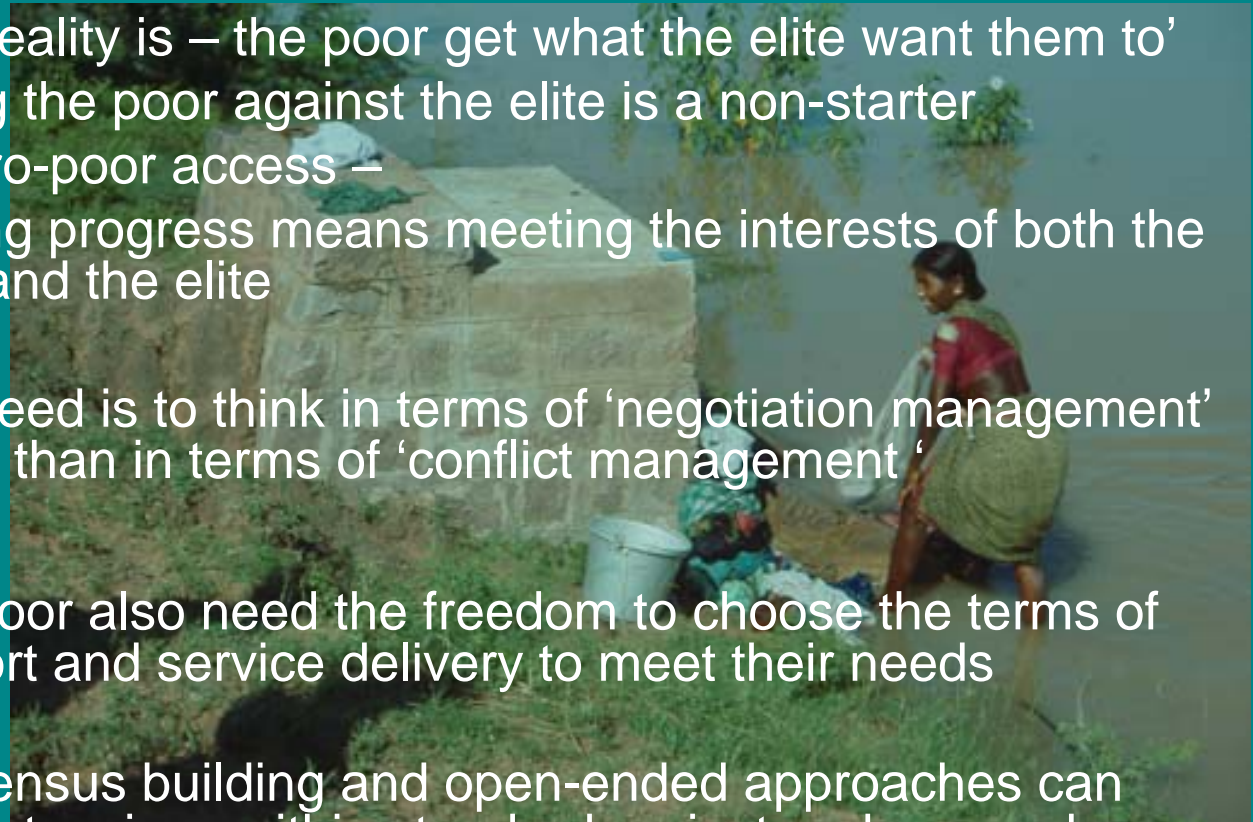 eality is – the poor get what the elite want them to’
the poor against the elite is a non-starter
o-poor access –
g progress means meeting the interests of both the
and the elite
eed is to think in terms of ‘negotiation management’
than in terms of ‘conflict management ‘
oor also need the freedom to choose the terms of
rt and service delivery to meet their needs
ensus building and open-ended approaches can